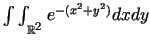 ∫∫_{ℝ²} e^{-(x²+y²)} dxdy